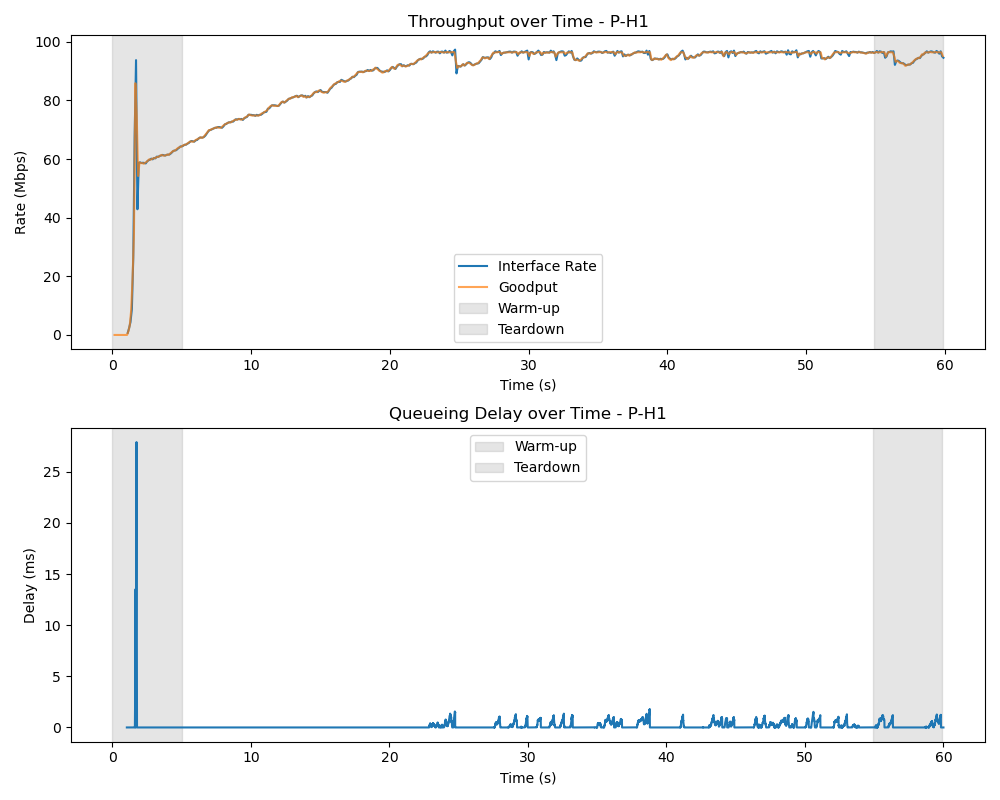 Throughput over Time - P-H1
Rate (Mbps)
100
80
60
40
20
0
Interface Rate
Goodput
Warm-up
Teardown
0 10 20 30 40 50 60
Time (s)
Queueing Delay over Time - P-H1
Delay (ms)
25
20
15
10
5
0
Warm-up
Teardown
0 10 20 30 40 50 60
Time (s)